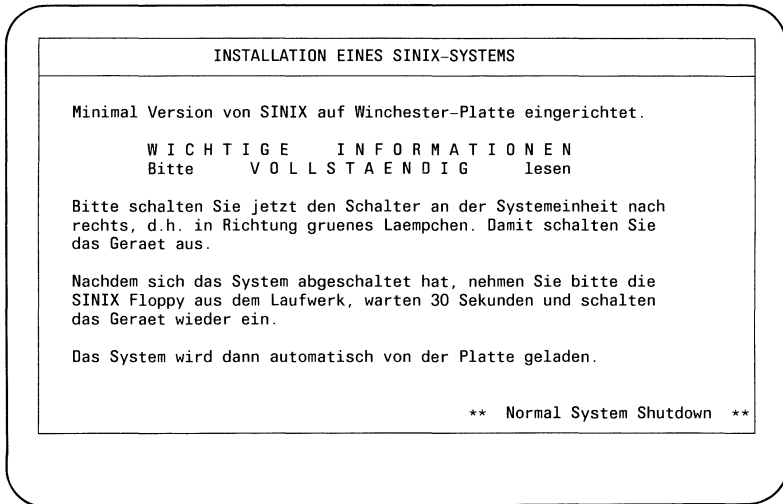 INSTALLATION EINES SINIX-SYSTEMS
Minimal Version von SINIX auf Winchester-Platte eingerichtet.
W I C H T I G E I N F O R M A T I O N E N
Bitte V O L L S T A E N D I G lesen
Bitte schalten Sie jetzt den Schalter an der Systemeinheit nach
rechts, d.h. in Richtung gruenes Laempchen. Damit schalten Sie
das Geraet aus.
Nachdem sich das System abgeschaltet hat, nehmen Sie bitte die
SINIX Floppy aus dem Laufwerk, warten 30 Sekunden und schalten
das Geraet wieder ein.
Das System wird dann automatisch von der Platte geladen.
** Normal System Shutdown **